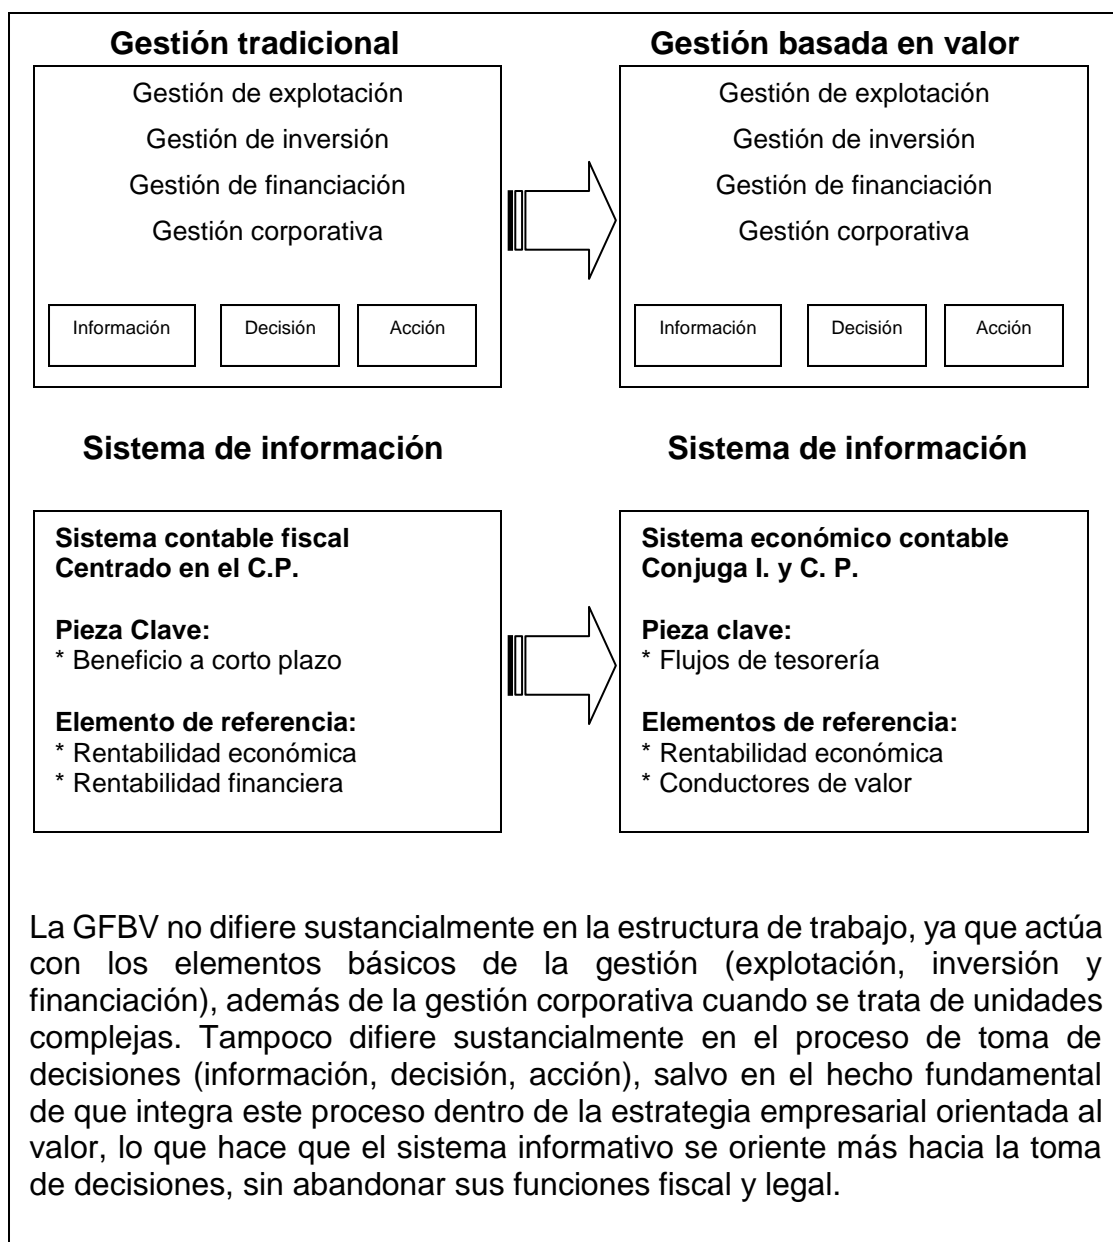 Gestión tradicional
Gestión de explotación
Gestión de inversión
Gestión de financiación
Gestión corporativa
Información
Decisión
Acción
Gestión basada en valor
Gestión de explotación
Gestión de inversión
Gestión de financiación
Gestión corporativa
Información
Decisión
Acción
Sistema de información
Sistema contable fiscal
Centrado en el C.P.
Pieza Clave:
* Beneficio a corto plazo
Elemento de referencia:
* Rentabilidad económica
* Rentabilidad financiera
Sistema de información
Sistema económico contable
Conjuga I. y C. P.
Pieza clave:
* Flujos de tesorería
Elementos de referencia:
* Rentabilidad económica
* Conductores de valor
La GFBV no difiere sustancialmente en la estructura de trabajo, ya que actúa
con los elementos básicos de la gestión (explotación, inversión y
financiación), además de la gestión corporativa cuando se trata de unidades
complejas. Tampoco difiere sustancialmente en el proceso de toma de
decisiones (información, decisión, acción), salvo en el hecho fundamental
de que integra este proceso dentro de la estrategia empresarial orientada al
valor, lo que hace que el sistema informativo se oriente más hacia la toma
de decisiones, sin abandonar sus funciones fiscal y legal.